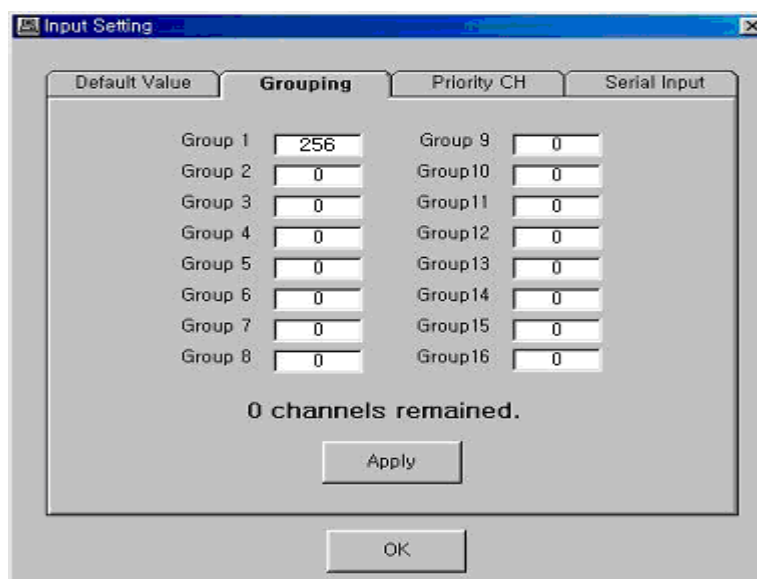 Input Setting
Default Value Grouping Priority CH Serial Input
Group 1 256 Group 9 0
Group 2 0 Group10 0
Group 3 0 Group11 0
Group 4 0 Group12 0
Group 5 0 Group13 0
Group 6 0 Group14 0
Group 7 0 Group15 0
Group 8 0 Group16 0
0 channels remained.
Apply
OK